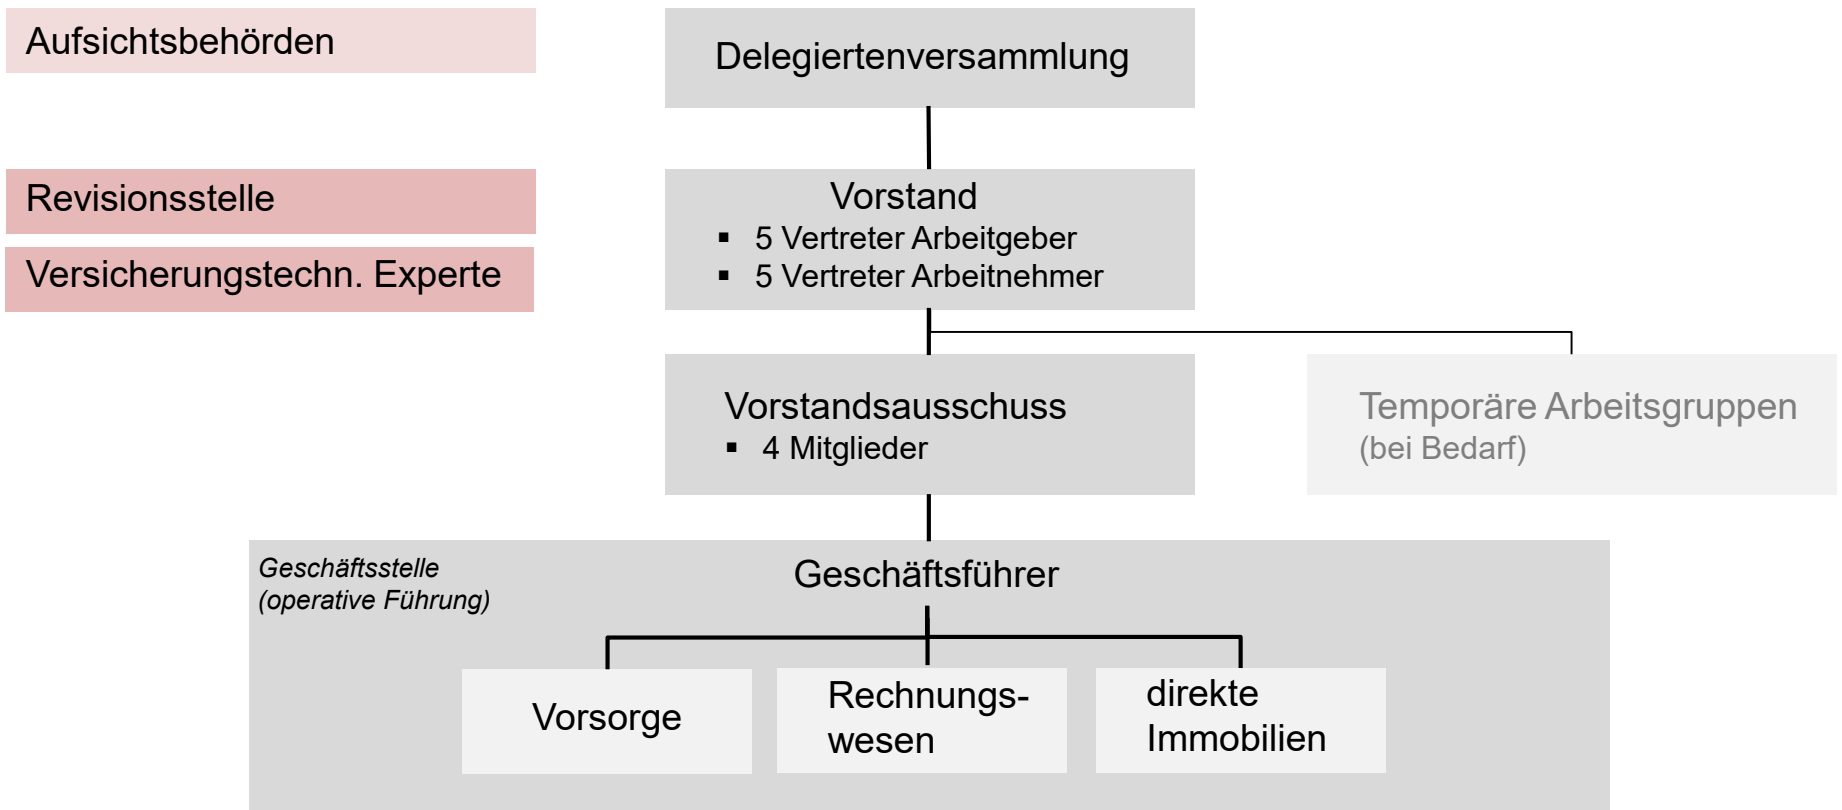 Aufsichtsbehörden
Delegiertenversammlung
Revisionsstelle
Versicherungstechn. Experte
Vorstand
▪ 5 Vertreter Arbeitgeber
▪ 5 Vertreter Arbeitnehmer
Vorstandsausschuss
▪ 4 Mitglieder
Temporäre Arbeitsgruppen
(bei Bedarf)
Geschäftsstelle
(operative Führung)
Geschäftsführer
Vorsorge
Rechnungs-
wesen
direkte
Immobilien